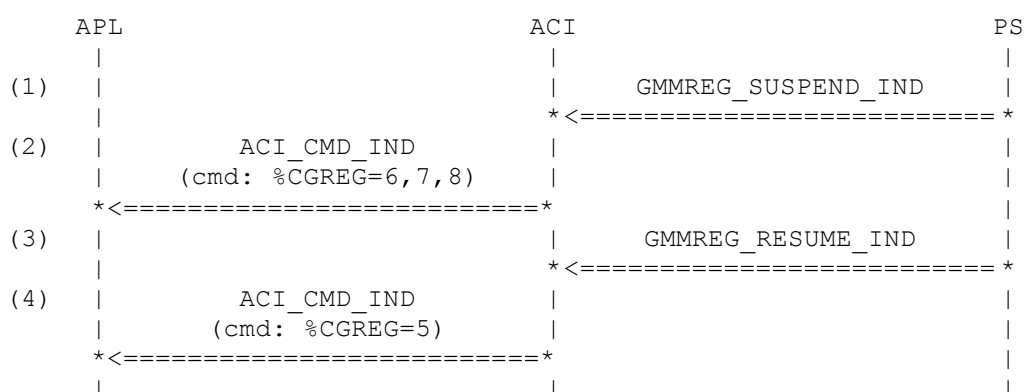 APL ACI PS
(1) GMMREG_SUSPEND_IND
(2) ACI_CMD_IND
(cmd: %CGREG=6,7,8)
(3) GMMREG_RESUME_IND
(4) ACI_CMD_IND
(cmd: %CGREG=5)